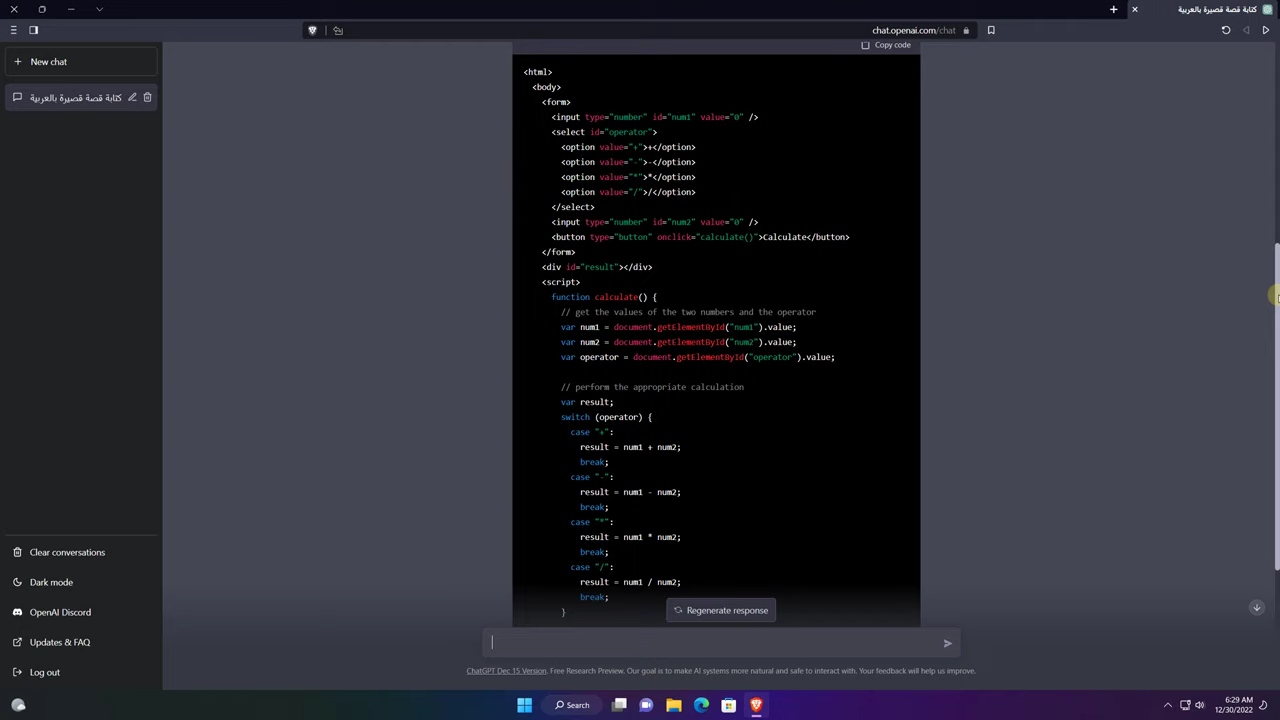 كتابة قصة قصيرة بالعربية
chat.openai.com/chat
New chat
كتابة قصة قصيرة بالعربية
Copy code
<html>
<body>
<form>
<input type="number" id="num1" value="0" />
<select id="operator">
<option value="+">+</option>
<option value="-">-</option>
<option value="*">*</option>
<option value="/">/</option>
</select>
<input type="number" id="num2" value="0" />
<button type="button" onclick="calculate()">Calculate</button>
</form>
<div id="result"></div>
<script>
function calculate() {
// get the values of the two numbers and the operator
var num1 = document.getElementById("num1").value;
var num2 = document.getElementById("num2").value;
var operator = document.getElementById("operator").value;
// perform the appropriate calculation
var result;
switch (operator) {
case "+":
result = num1 + num2;
break;
case "-":
result = num1 - num2;
break;
case "*":
result = num1 * num2;
break;
case "/":
result = num1 / num2;
break;
}
Clear conversations
Dark mode
OpenAI Discord
Updates & FAQ
Log out
Regenerate response
ChatGPT Dec 15 Version. Free Research Preview. Our goal is to make AI systems more natural and safe to interact with. Your feedback will help us improve.
Search
6:29 AM
12/30/2022